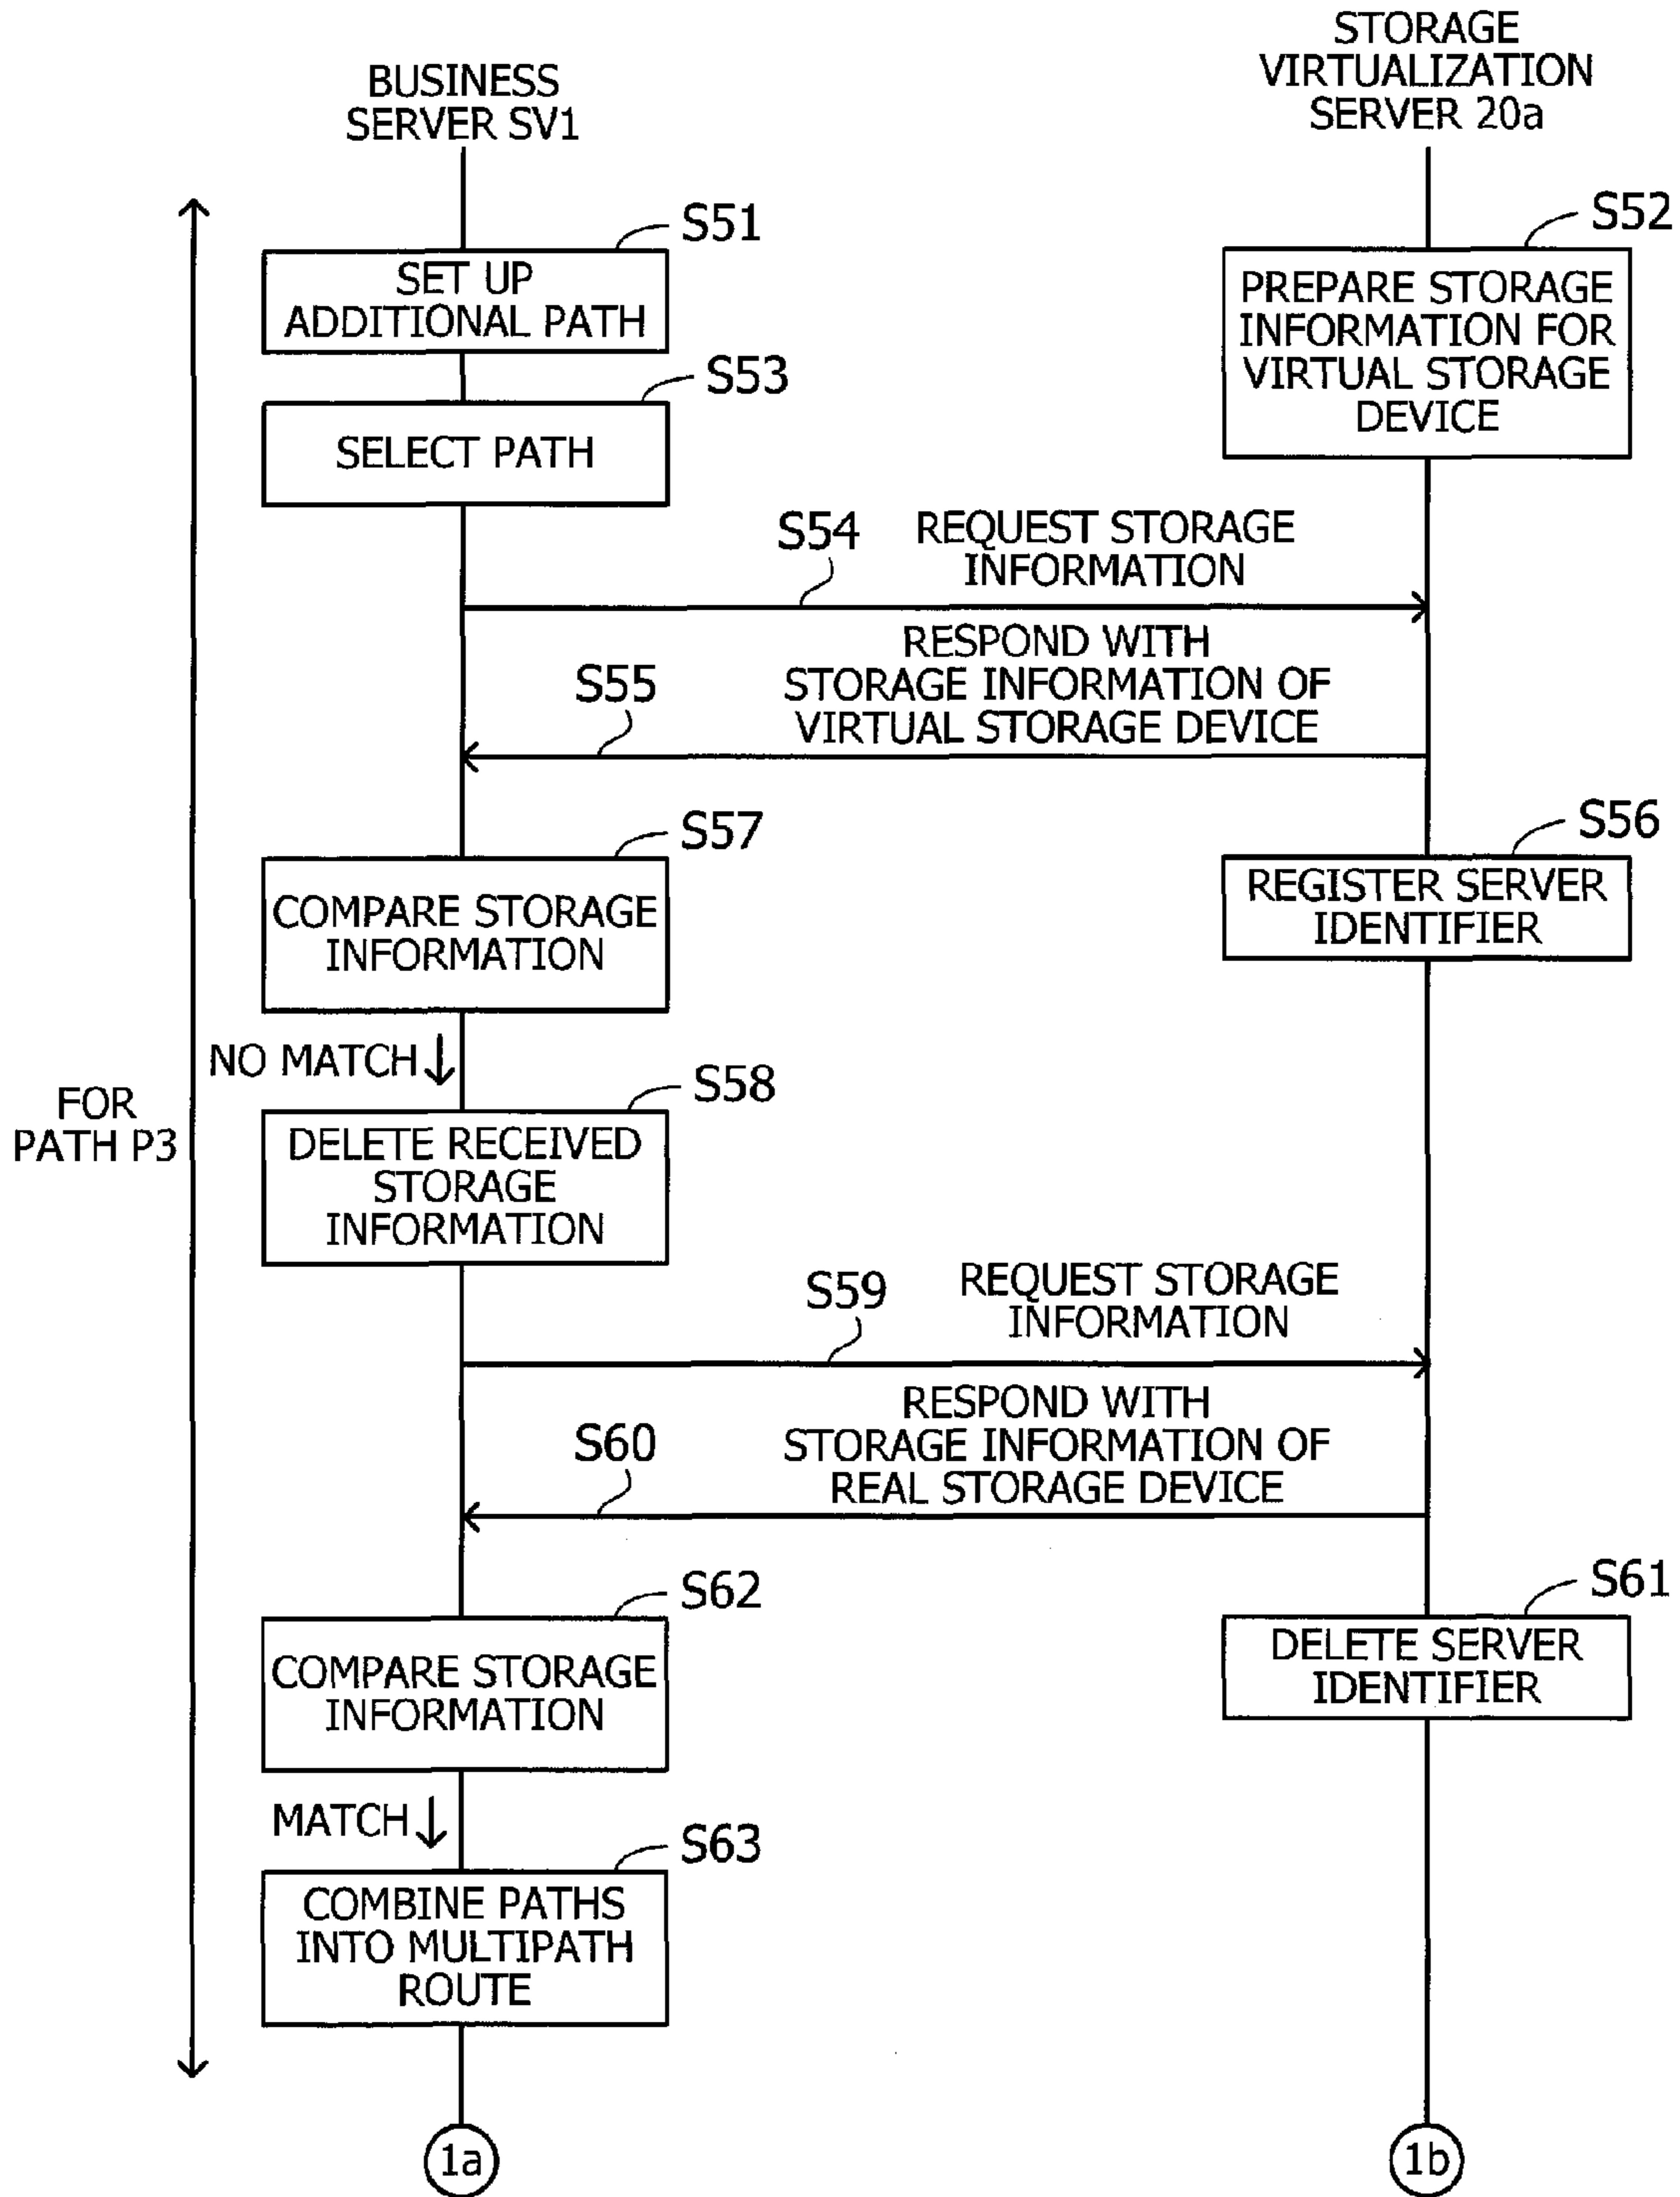 STORAGE
VIRTUALIZATION
SERVER 20a
BUSINESS
SERVER SV1
S51
SET UP
ADDITIONAL PATH
S52
PREPARE STORAGE
INFORMATION FOR
VIRTUAL STORAGE
DEVICE
S53
SELECT PATH
S54
REQUEST STORAGE
INFORMATION
S55
RESPOND WITH
STORAGE INFORMATION OF
VIRTUAL STORAGE DEVICE
S57
COMPARE STORAGE
INFORMATION
S56
REGISTER SERVER
IDENTIFIER
NO MATCH
FOR
PATH P3
S58
DELETE RECEIVED
STORAGE
INFORMATION
S59
REQUEST STORAGE
INFORMATION
S60
RESPOND WITH
STORAGE INFORMATION OF
REAL STORAGE DEVICE
S62
COMPARE STORAGE
INFORMATION
S61
DELETE SERVER
IDENTIFIER
MATCH
S63
COMBINE PATHS
INTO MULTIPATH
ROUTE
1a
1b